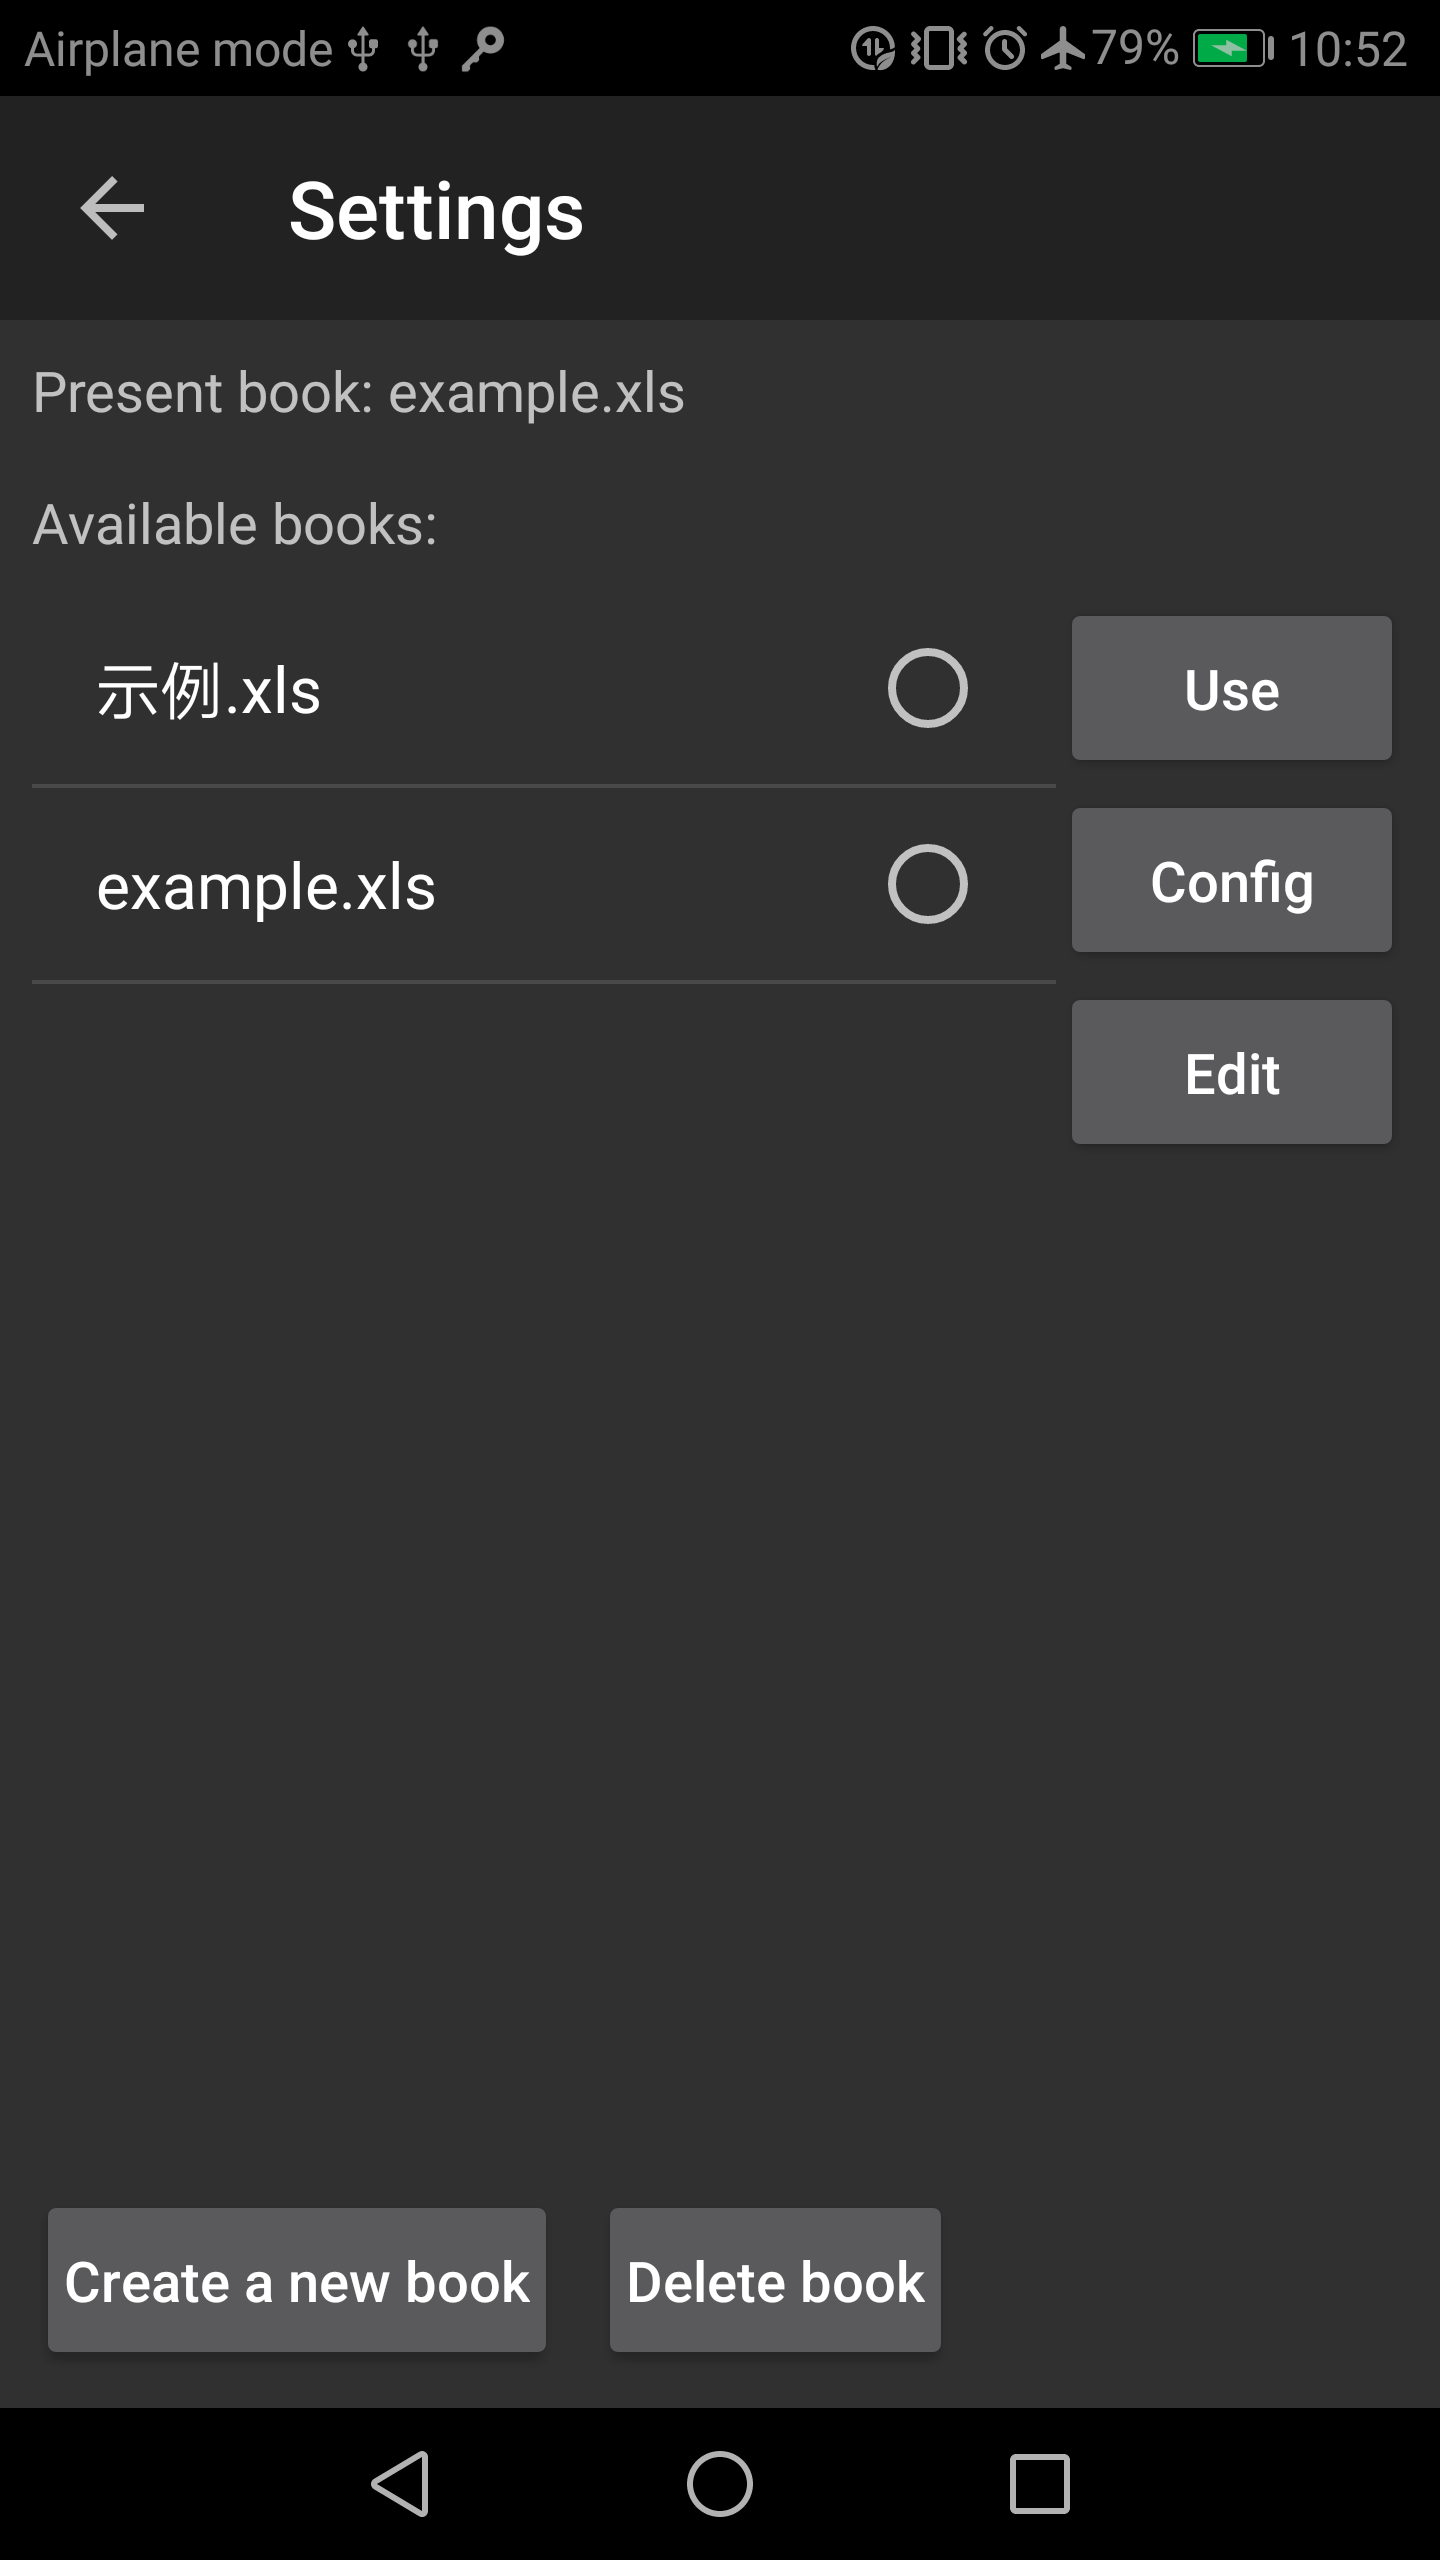 Airplane mode 79% 10:52
Settings
Present book: example.xls
Available books:
示例.xls
Use
example.xls
Config
Edit
Create a new book
Delete book